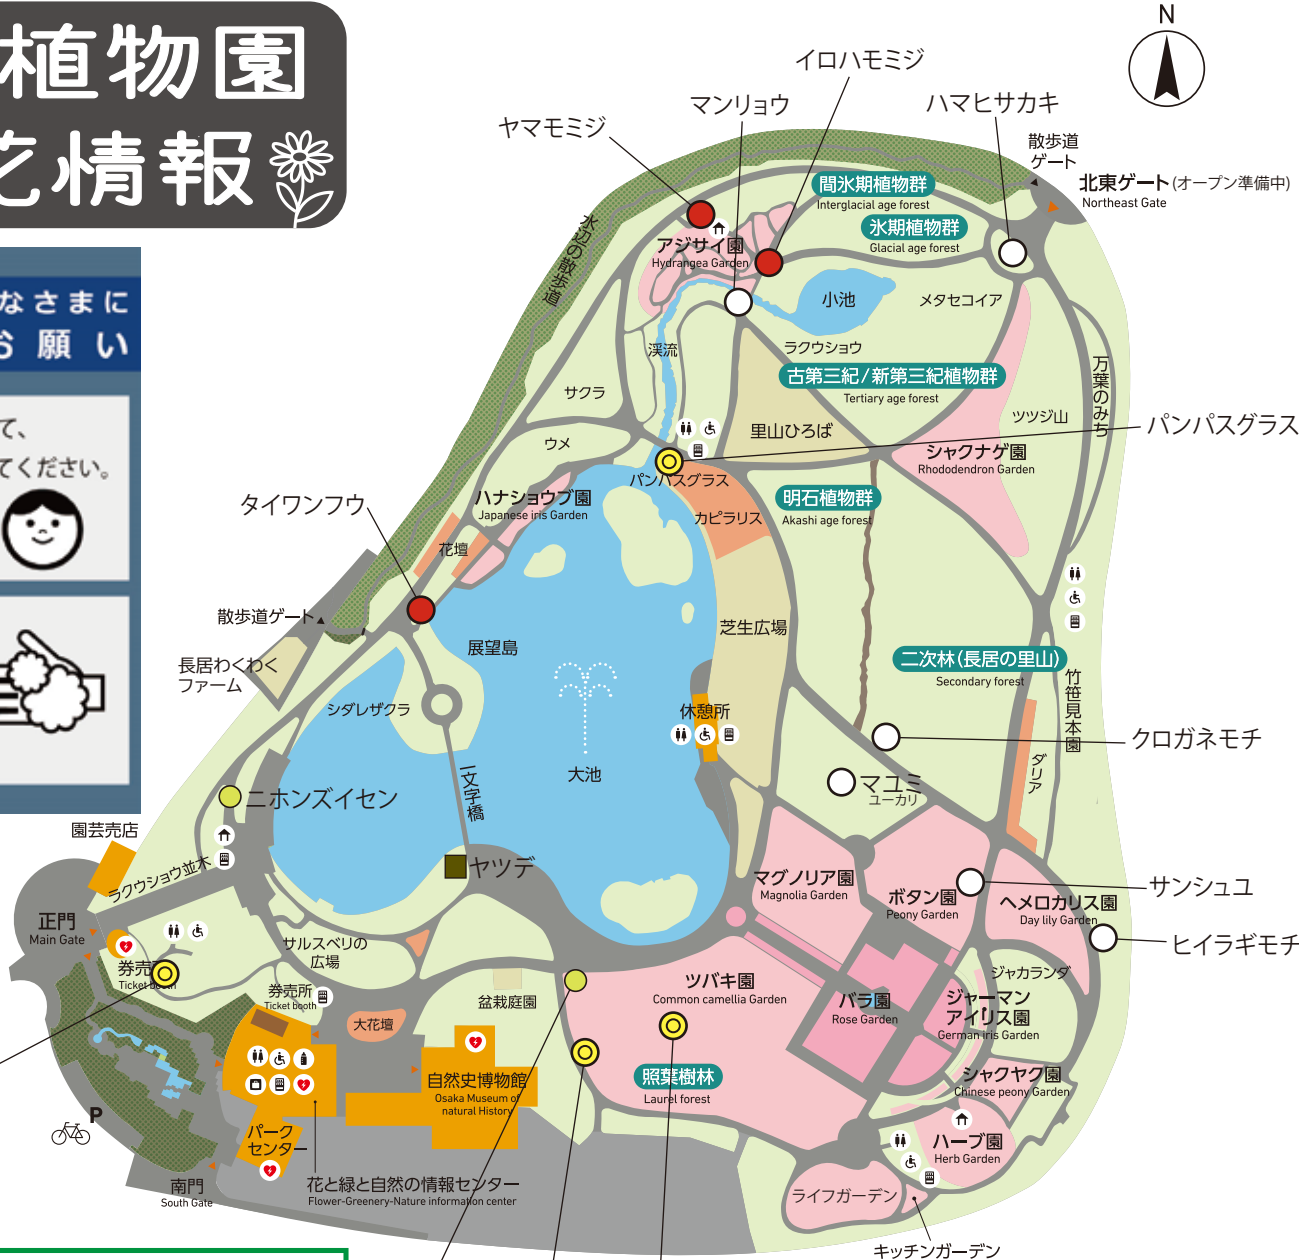 植物園
花情報
なさまに
お願い
て、
てください。
N
イロハモミジ
マンリョウ
ハマヒサカキ
ヤマモミジ
散歩道
ゲート
北東ゲート(オープン準備中)
Northeast Gate
間氷期植物群
Interglacial age forest
氷期植物群
Glacial age forest
水辺の散歩道
アジサイ園
Hydrangea Garden
小池
メタセコイア
渓流
ラクウショウ
古第三紀/新第三紀植物群
Tertiary age forest
万葉のみち
サクラ
ツツジ山
ウメ
里山ひろば
パンパスグラス
シャクナゲ園
Rhododendron Garden
パンパスグラス
タイワンフウ
ハナショウブ園
Japanese iris Garden
カピラリス
明石植物群
Akashi age forest
花壇
散歩道ゲート
展望島
芝生広場
長居わくわく
ファーム
二次林(長居の里山)
Secondary forest
シダレザクラ
休憩所
竹笹見本園
クロガネモチ
大池
一文字橋
マユミ
ユーカリ
ダリア
ニホンズイセン
園芸売店
ヤツデ
ラクウショウ並木
マグノリア園
Magnolia Garden
ボタン園
Peony Garden
サンシュユ
ヘメロカリス園
Day lily Garden
正門
Main Gate
サルスベリの
広場
ヒイラギモチ
券売所
Ticket booth
ツバキ園
Common camellia Garden
ジャカランダ
券売所
Ticket booth
盆栽庭園
バラ園
Rose Garden
ジャーマン
アイリス園
German iris Garden
大花壇
自然史博物館
Osaka Museum of
natural History
照葉樹林
Laurel forest
シャクヤク園
Chinese peony Garden
P
パーク
センター
ハーブ園
Herb Garden
南門
South Gate
花と緑と自然の情報センター
Flower-Greenery-Nature information center
ライフガーデン
キッチンガーデン